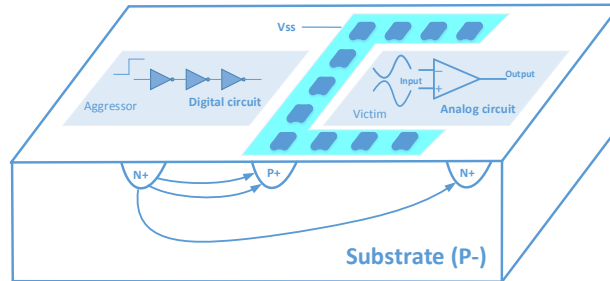 Vss
Aggressor
Digital circuit
Input
Output
Victim
Analog circuit
N+
P+
N+
Substrate (P-)